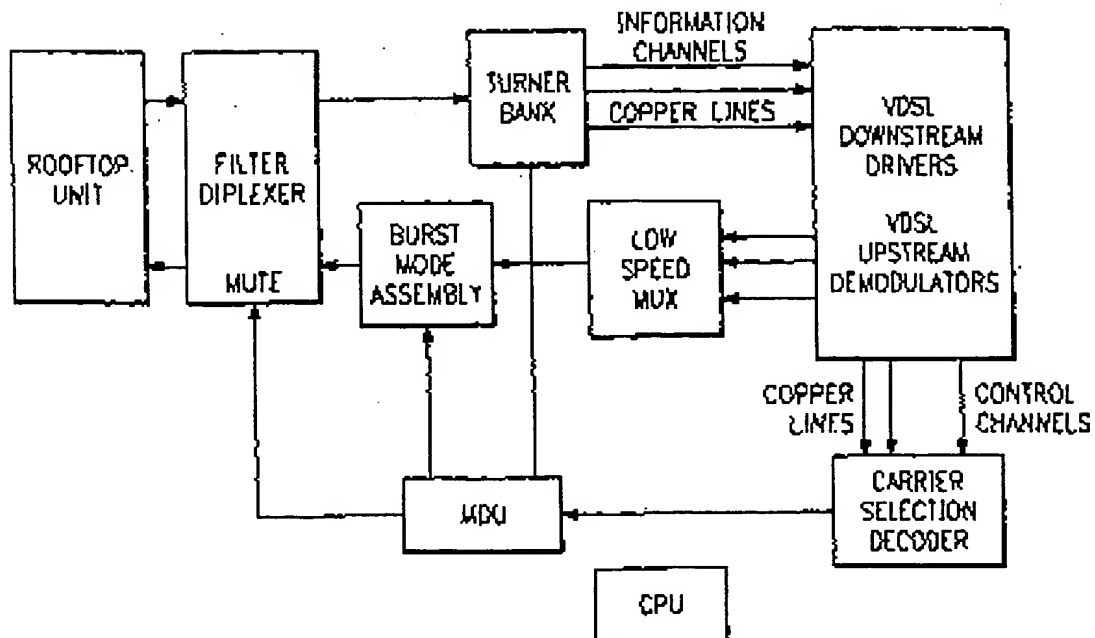 INFORMATION
CHANNELS
COPPER LINES
TURNER
BANK
VDSL
DOWNSTREAM
DRIVERS
VDSL
UPSTREAM
DEMODULATORS
ROOFTOP
UNIT
FILTER
DIPLEXER
MUTE
BURST
MODE
ASSEMBLY
LOW
SPEED
MUX
COPPER
LINES
CONTROL
CHANNELS
MDU
CARRIER
SELECTION
DECODER
CPU